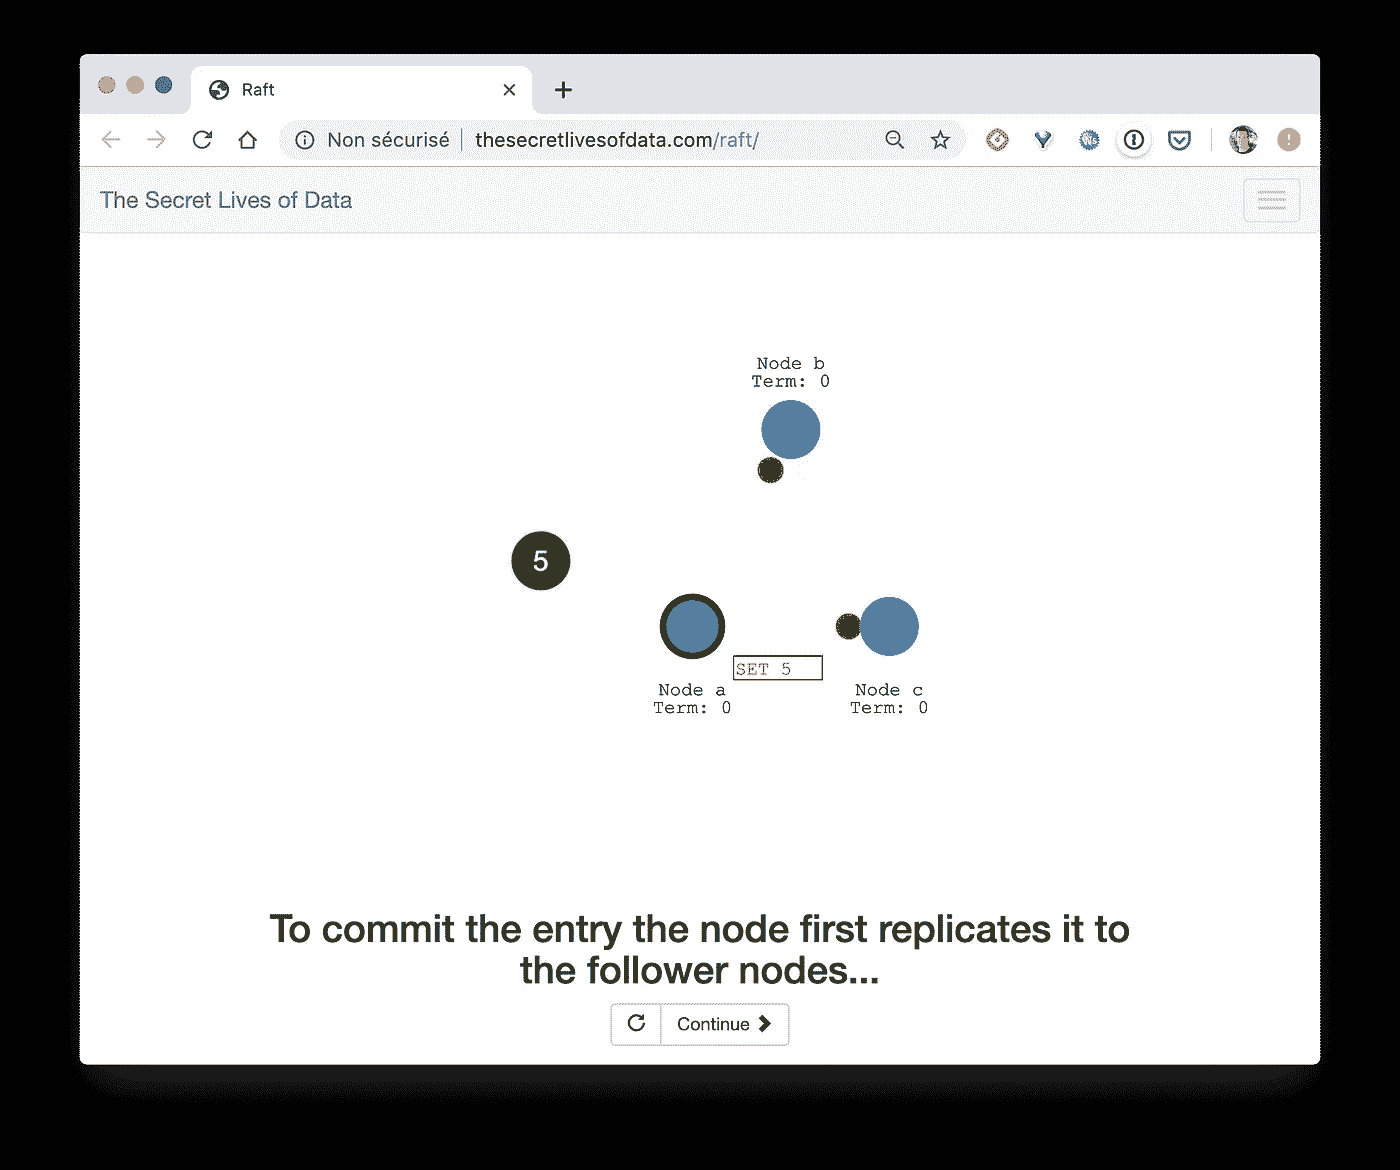 Raft
Non sécurisé thesecretlivesofdata.com/raft/
The Secret Lives of Data
Node b
Term: 0
5
SET 5
Node a
Term: 0
Node c
Term: 0
To commit the entry the node first replicates it to
the follower nodes...
Continue